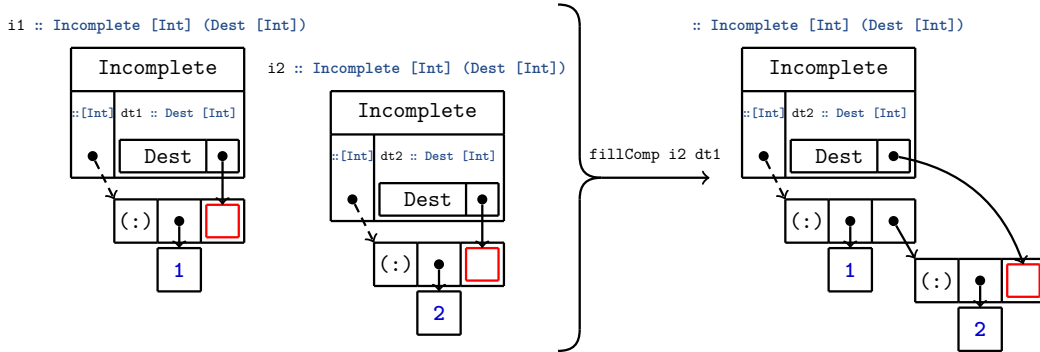 i1 :: Incomplete [Int] (Dest [Int])
Incomplete
::[Int] dt1 :: Dest [Int]
Dest
(:)
1
i2 :: Incomplete [Int] (Dest [Int])
Incomplete
::[Int] dt2 :: Dest [Int]
Dest
(:)
2
fillComp i2 dt1
:: Incomplete [Int] (Dest [Int])
Incomplete
::[Int] dt2 :: Dest [Int]
Dest
(:)
1
(:)
2